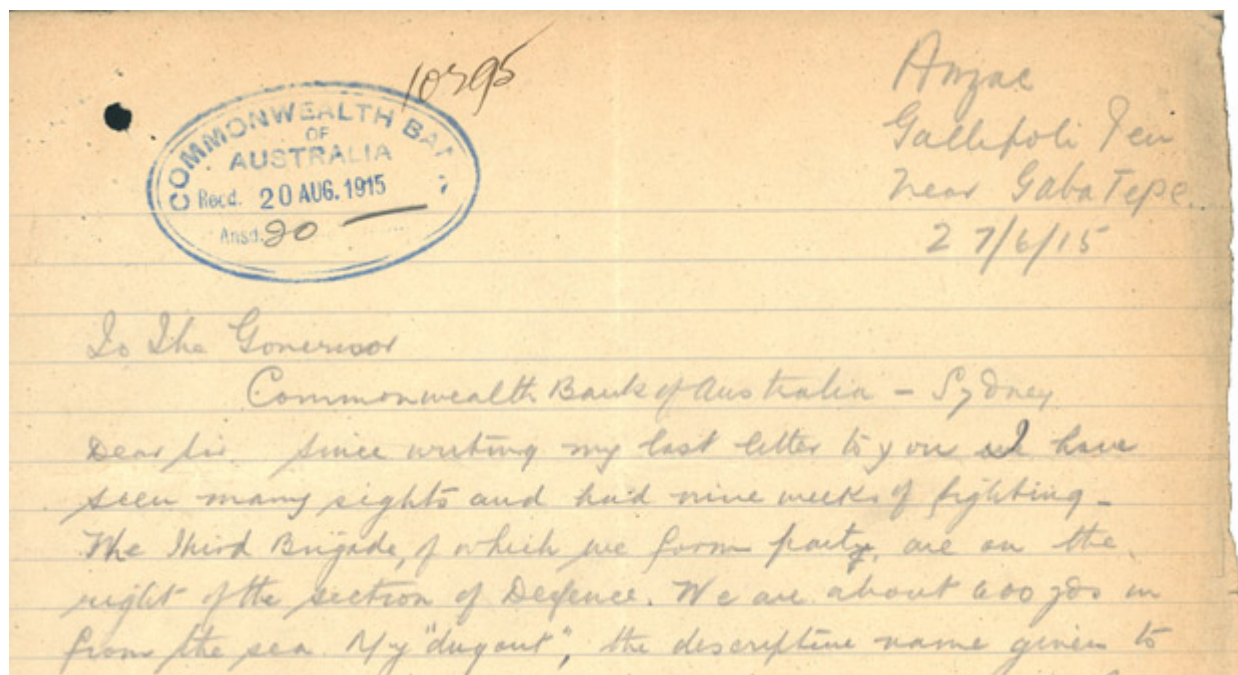 10395
COMMONWEALTH BA
OF
AUSTRALIA
Recd. 20 AUG. 1915
Ansd. 20
Anzac
Gallipoli Pen
near Gaba Tepe.
27/6/15
To The Governor
Commonwealth Bank of Australia - Sydney
Dear Sir Since writing my last letter to you I have
seen many sights and had nine weeks of fighting -
The Third Brigade, of which we form party, are on the
right of the section of Defence. We are about 600 yds in
from the sea. My "dugout", the descriptive name given to